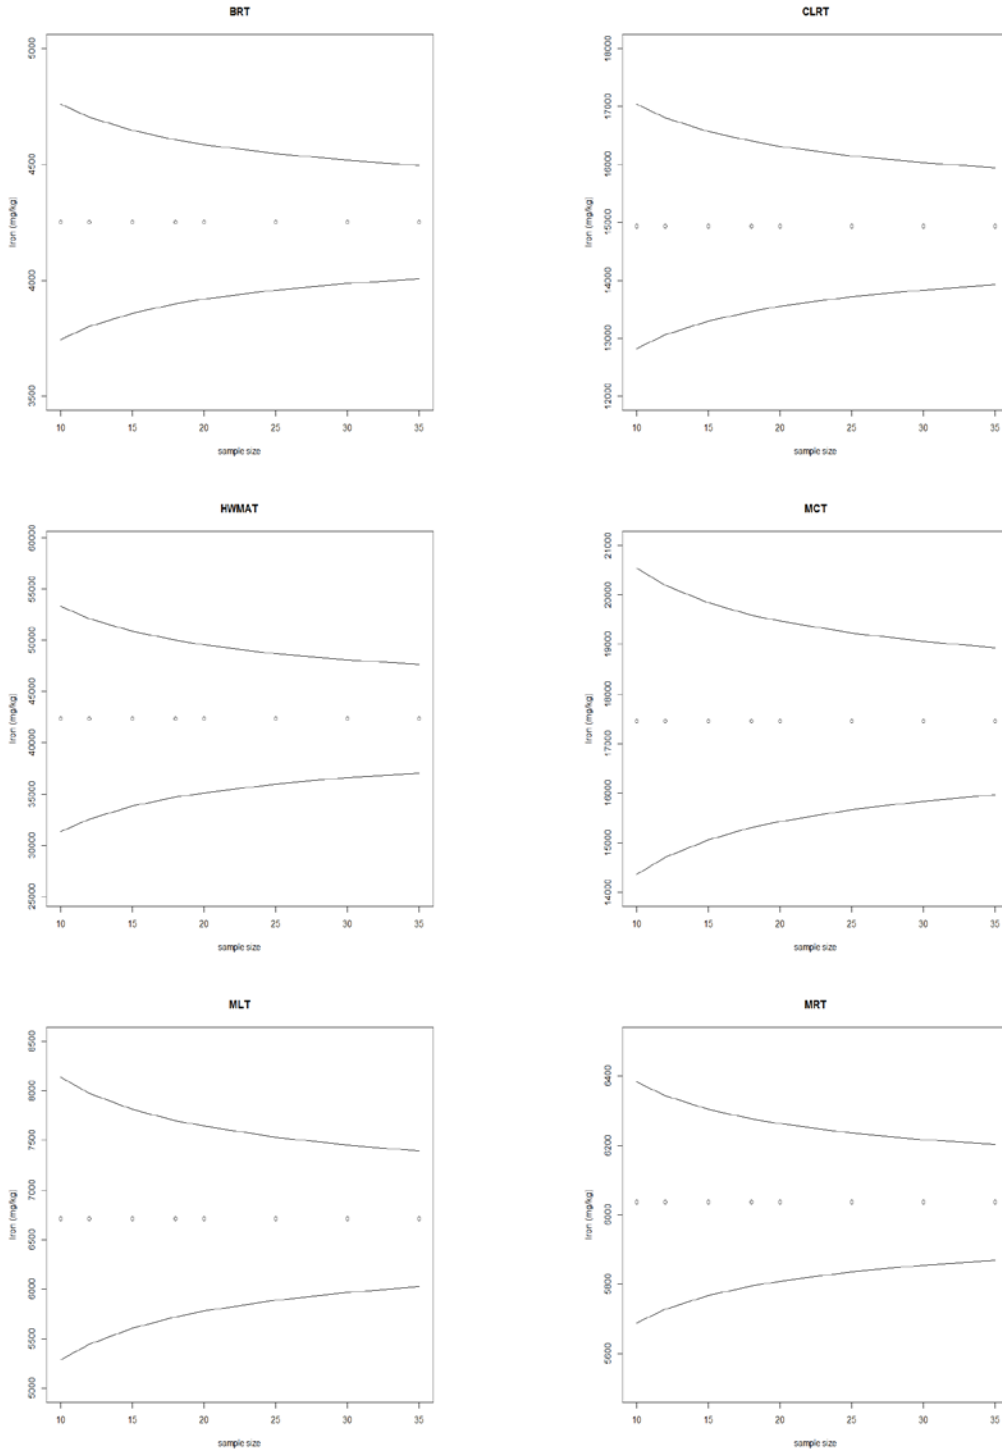 BRT
5000
4500
4000
3500
Iron (mg/kg)
10 15 20 25 30 35
sample size
CLRT
18000
17000
16000
15000
14000
13000
12000
Iron (mg/kg)
10 15 20 25 30 35
sample size
HWMAT
60000
55000
50000
45000
40000
35000
30000
25000
Iron (mg/kg)
10 15 20 25 30 35
sample size
MCT
21000
20000
19000
18000
17000
16000
15000
14000
Iron (mg/kg)
10 15 20 25 30 35
sample size
MLT
8500
8000
7500
7000
6500
6000
5500
5000
Iron (mg/kg)
10 15 20 25 30 35
sample size
MRT
6400
6200
6000
5800
5600
Iron (mg/kg)
10 15 20 25 30 35
sample size